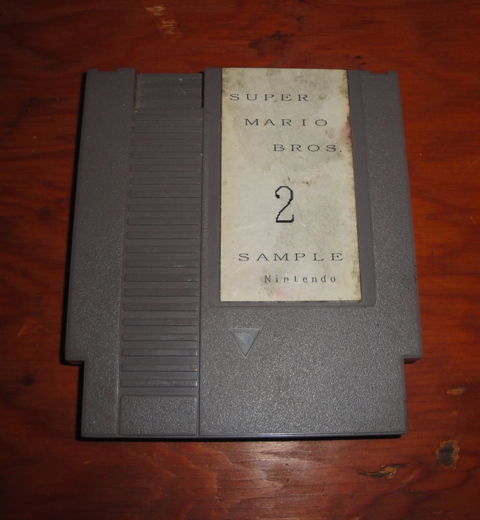 SUPER
MARIO
BROS.
2
SAMPLE
Nintendo